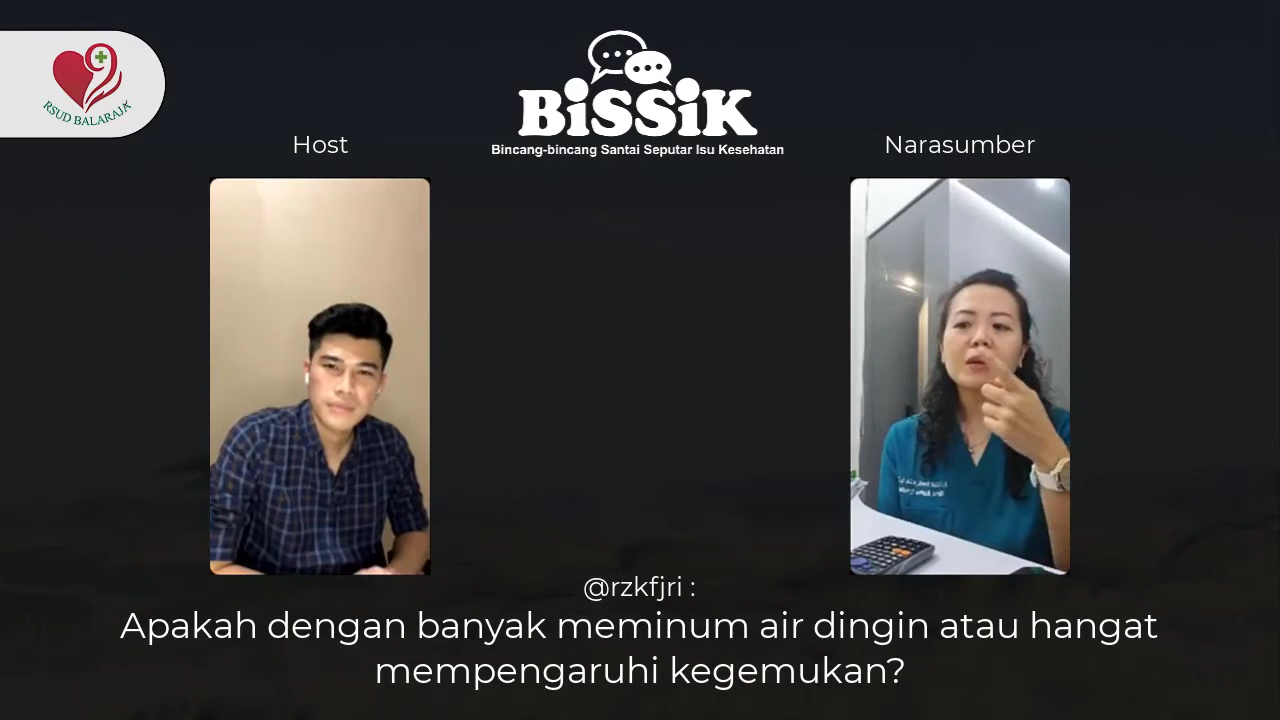 RSUD BALARAJA
BiSSiK
Bincang-bincang Santai Seputar Isu Kesehatan
Host
Narasumber
@rzkfjri :
Apakah dengan banyak meminum air dingin atau hangat
mempengaruhi kegemukan?